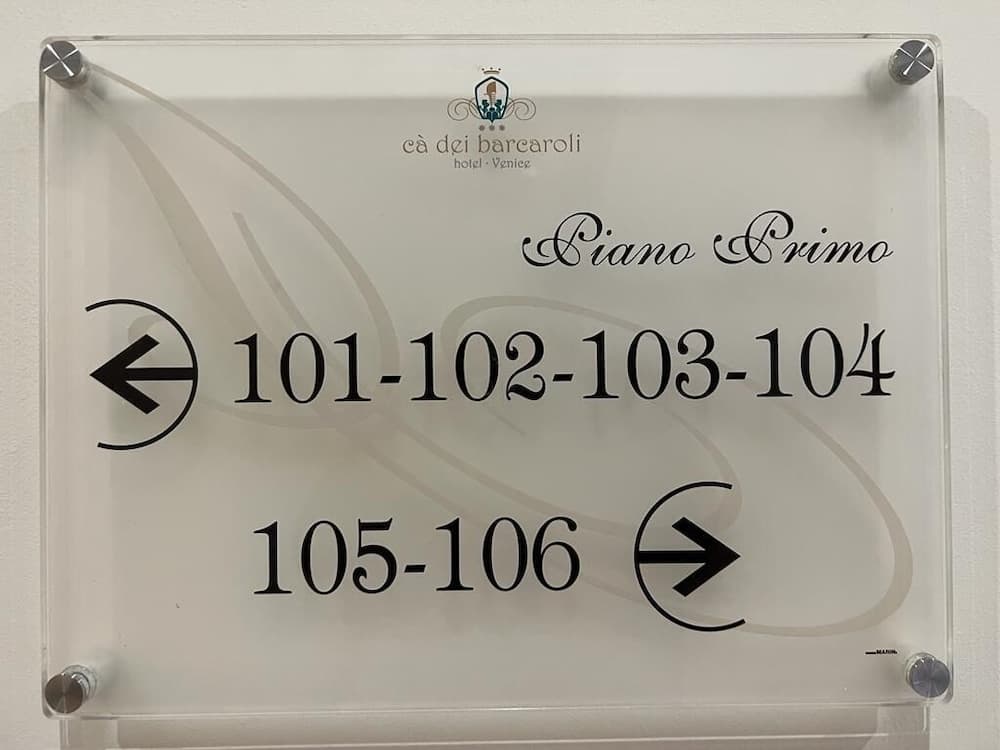 cà dei barcaroli
hotel · Venice
Piano Primo
101-102-103-104
105-106